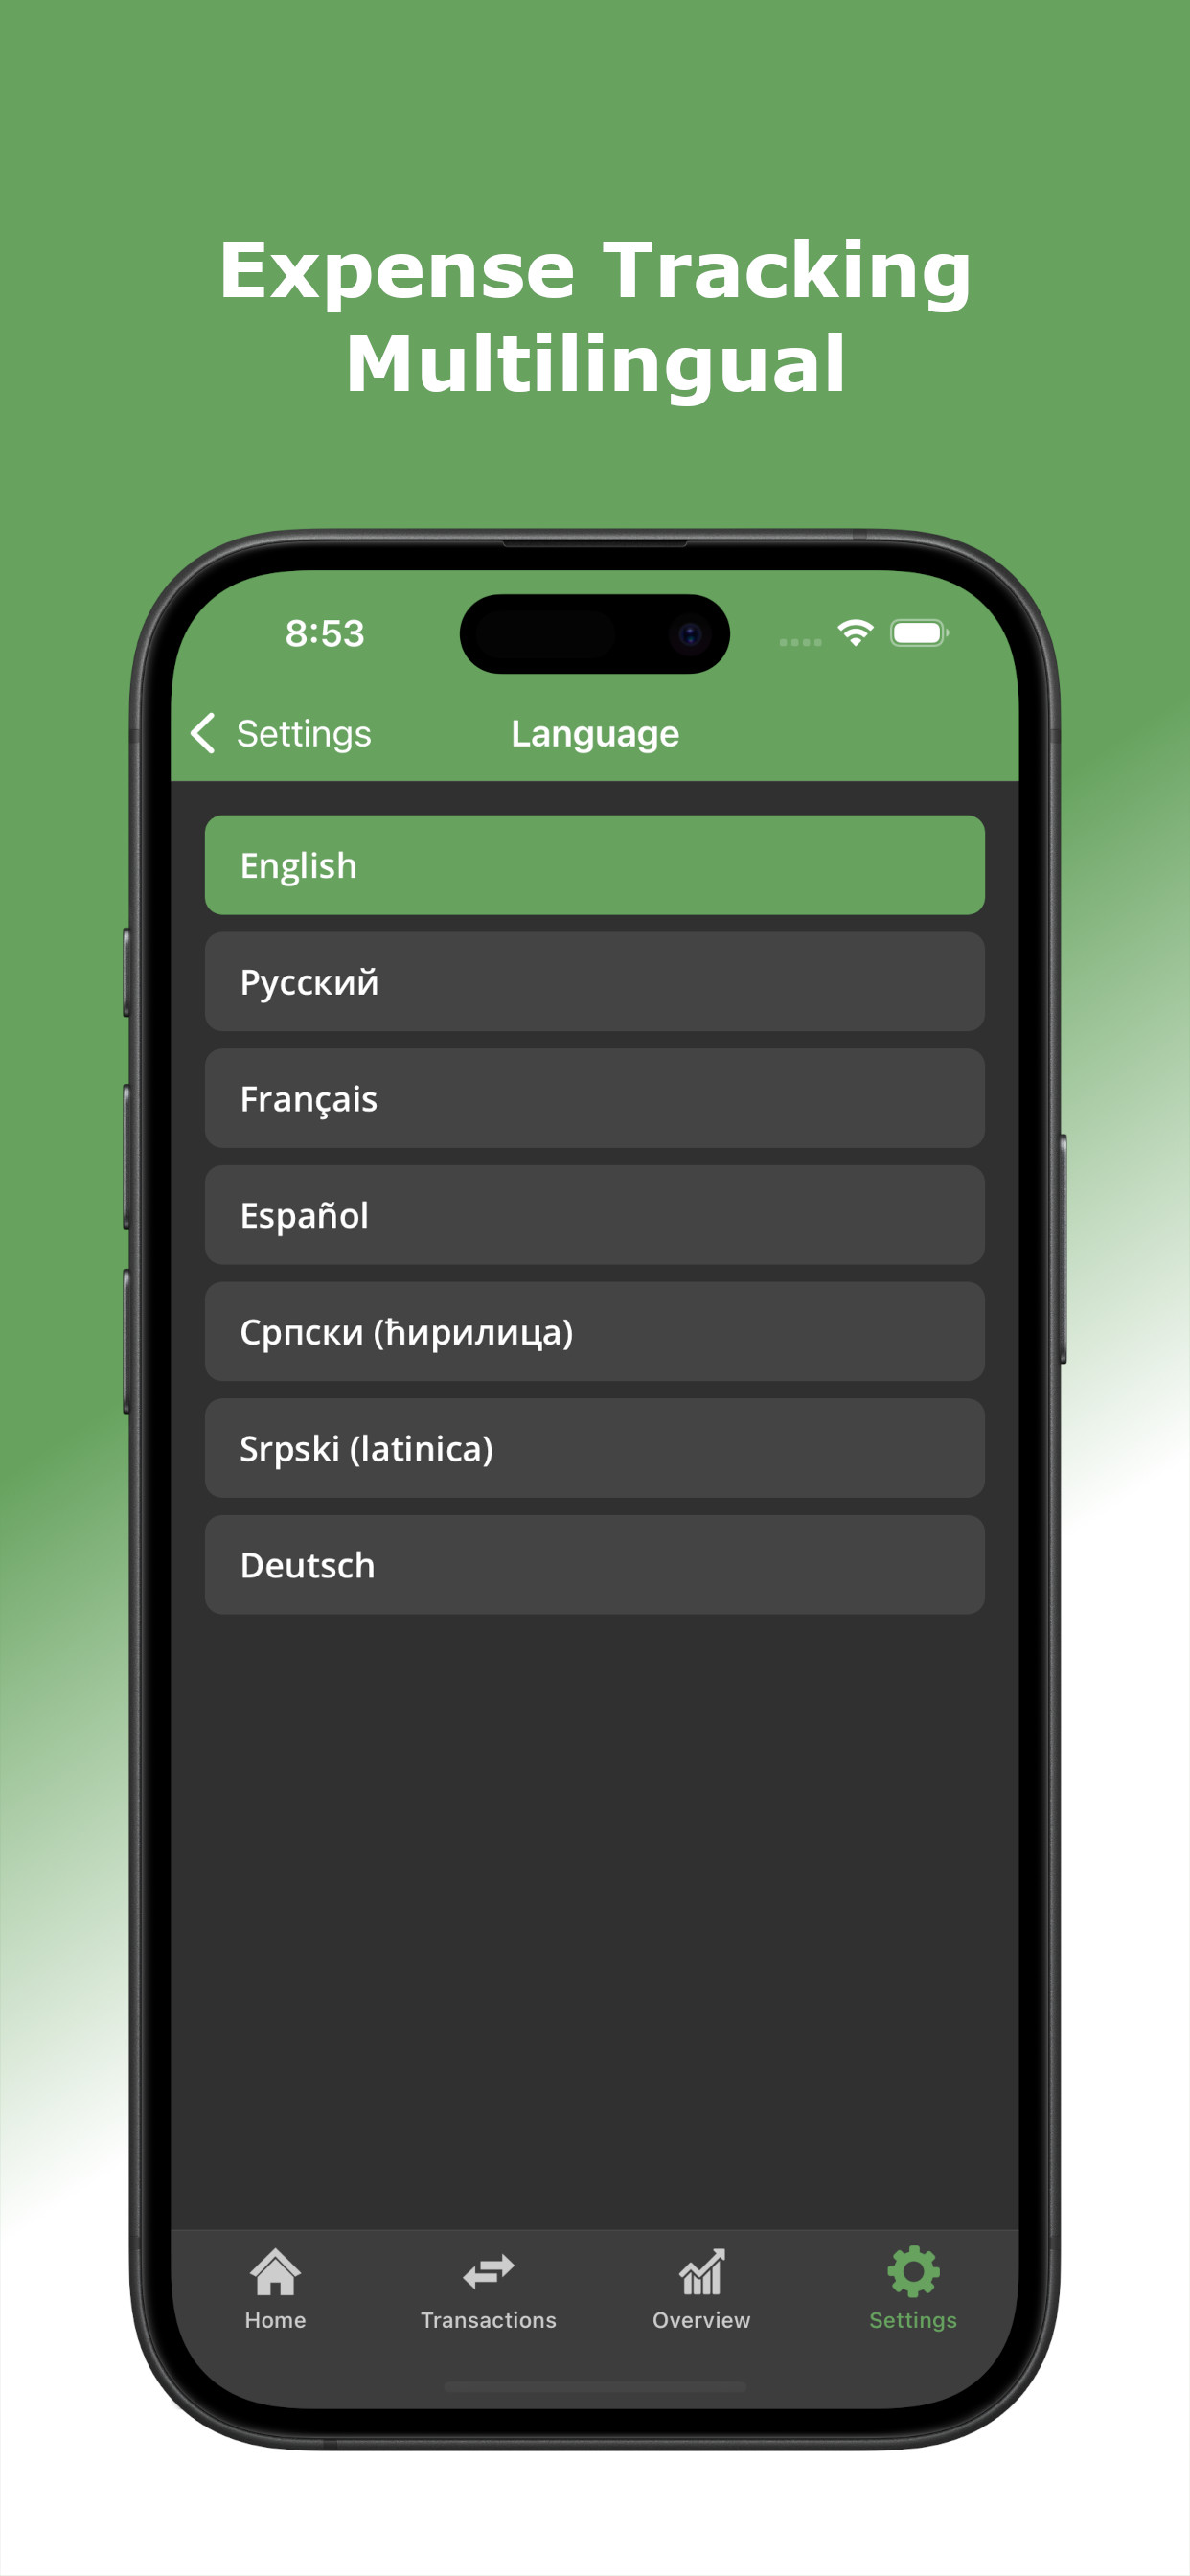 Expense Tracking
Multilingual
8:53
Settings
Language
English
Русский
Français
Español
Српски (ћирилица)
Srpski (latinica)
Deutsch
Home
Transactions
Overview
Settings